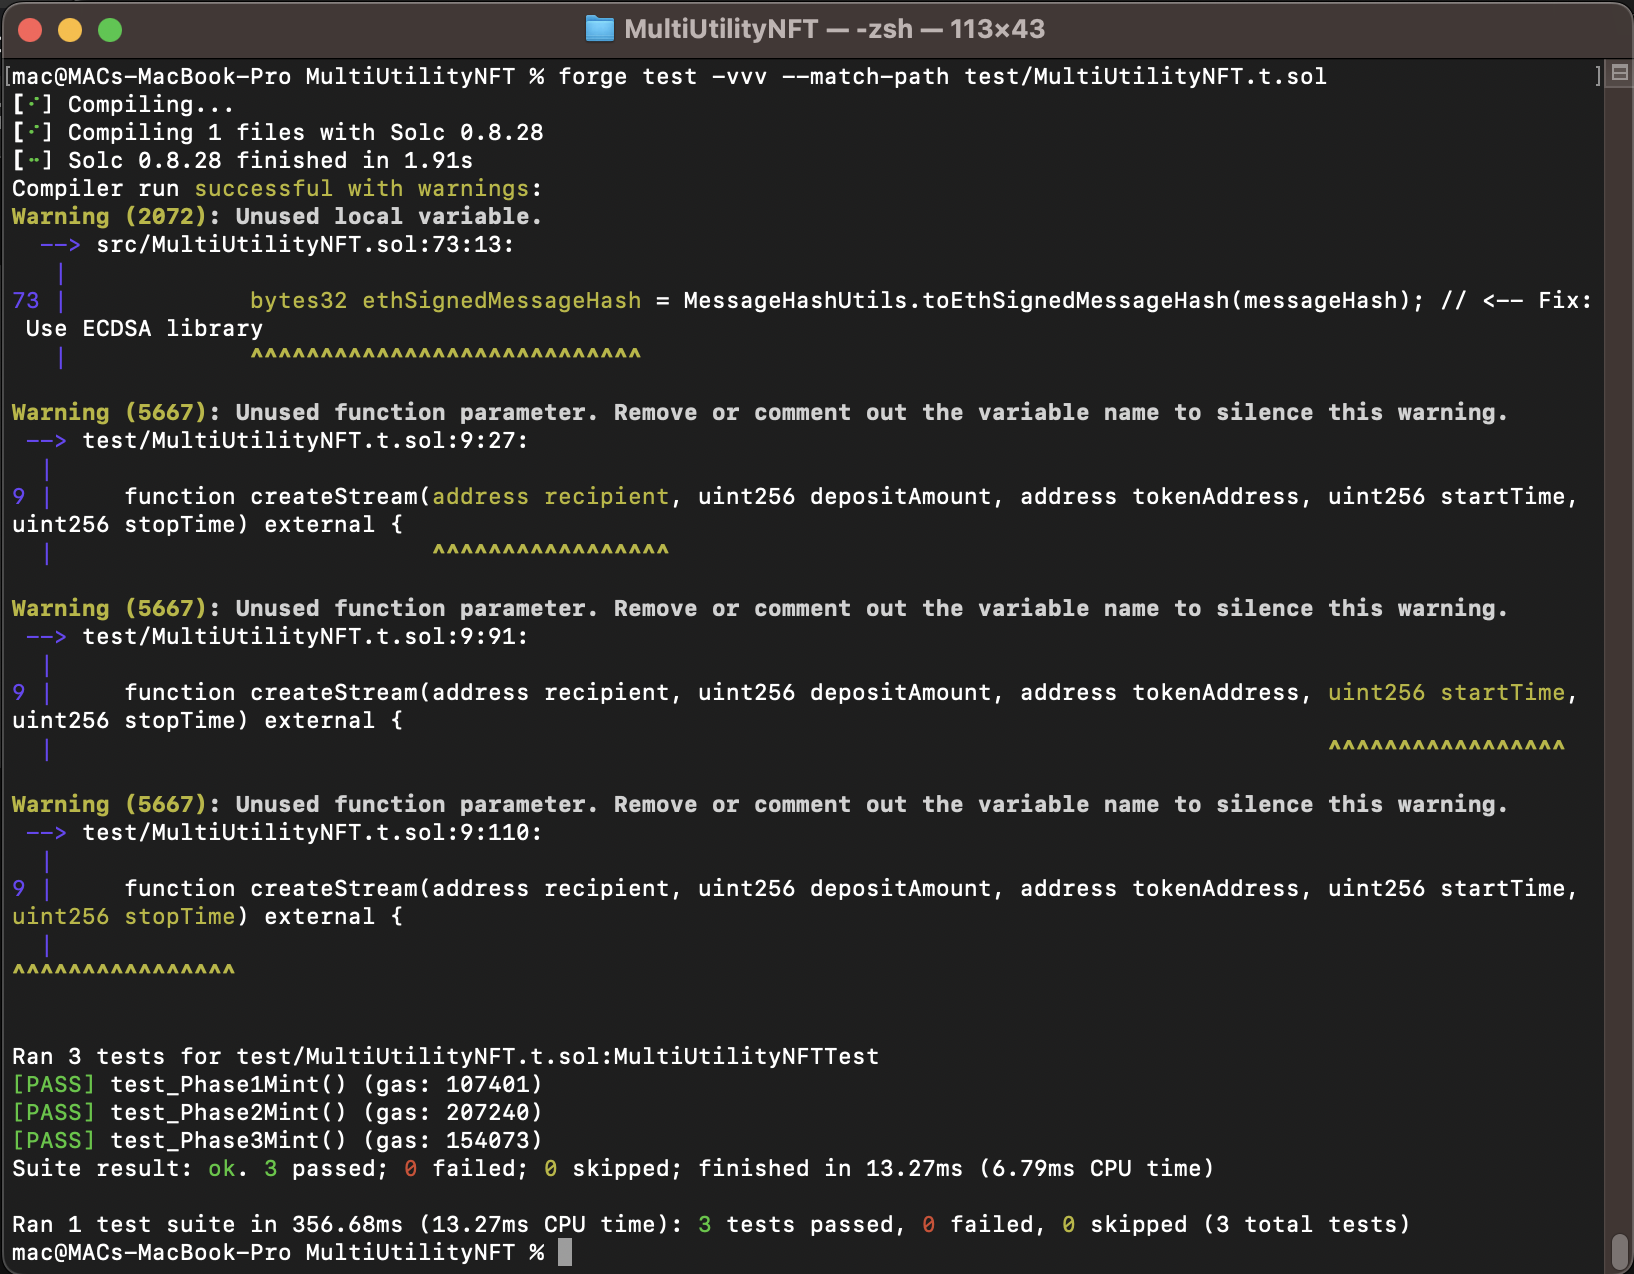 MultiUtilityNFT — -zsh — 113×43
[mac@MACs-MacBook-Pro MultiUtilityNFT % forge test -vvv --match-path test/MultiUtilityNFT.t.sol ]
[⠊] Compiling...
[⠊] Compiling 1 files with Solc 0.8.28
[⠒] Solc 0.8.28 finished in 1.91s
Compiler run successful with warnings:
Warning (2072): Unused local variable.
  --> src/MultiUtilityNFT.sol:73:13:
   |
73 |             bytes32 ethSignedMessageHash = MessageHashUtils.toEthSignedMessageHash(messageHash); // <-- Fix:
 Use ECDSA library
   |             ^^^^^^^^^^^^^^^^^^^^^^^^^^^^
Warning (5667): Unused function parameter. Remove or comment out the variable name to silence this warning.
 --> test/MultiUtilityNFT.t.sol:9:27:
  |
9 |     function createStream(address recipient, uint256 depositAmount, address tokenAddress, uint256 startTime,
uint256 stopTime) external {
  |                           ^^^^^^^^^^^^^^^^^
Warning (5667): Unused function parameter. Remove or comment out the variable name to silence this warning.
 --> test/MultiUtilityNFT.t.sol:9:91:
  |
9 |     function createStream(address recipient, uint256 depositAmount, address tokenAddress, uint256 startTime,
uint256 stopTime) external {
  |                                                                                           ^^^^^^^^^^^^^^^^^
Warning (5667): Unused function parameter. Remove or comment out the variable name to silence this warning.
 --> test/MultiUtilityNFT.t.sol:9:110:
  |
9 |     function createStream(address recipient, uint256 depositAmount, address tokenAddress, uint256 startTime,
uint256 stopTime) external {
  |
^^^^^^^^^^^^^^^^
Ran 3 tests for test/MultiUtilityNFT.t.sol:MultiUtilityNFTTest
[PASS] test_Phase1Mint() (gas: 107401)
[PASS] test_Phase2Mint() (gas: 207240)
[PASS] test_Phase3Mint() (gas: 154073)
Suite result: ok. 3 passed; 0 failed; 0 skipped; finished in 13.27ms (6.79ms CPU time)
Ran 1 test suite in 356.68ms (13.27ms CPU time): 3 tests passed, 0 failed, 0 skipped (3 total tests)
mac@MACs-MacBook-Pro MultiUtilityNFT %